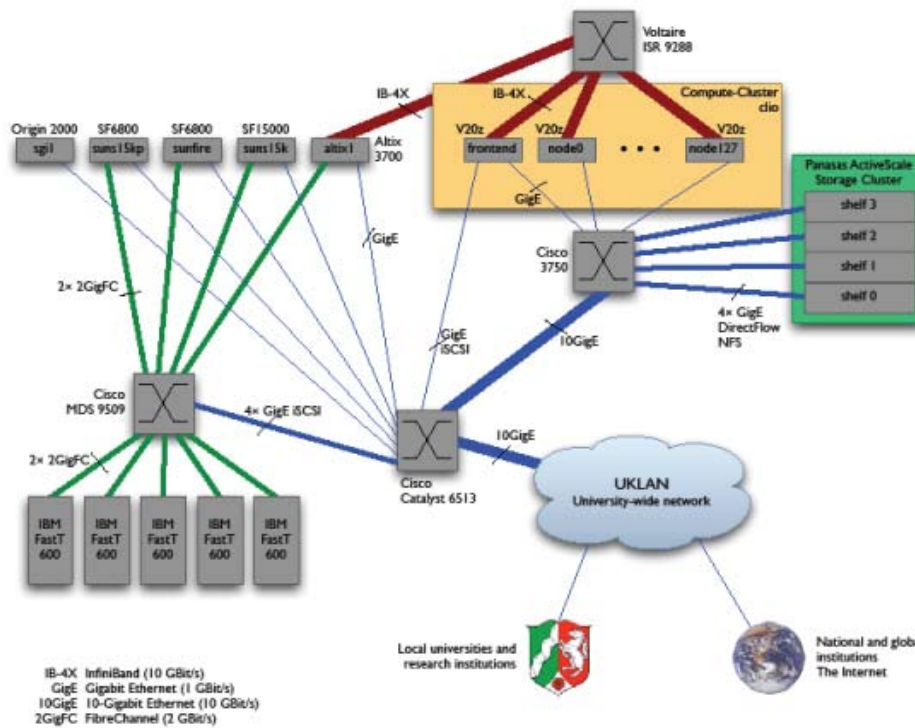 Voltaire
ISR 9288
IB-4X
IB-4X
Compute-Cluster
clio
Origin 2000
SF6800
SF6800
SF15000
Altix
3700
V20z
V20z
V20z
sgi1
suns15kp
sunfire
suns15k
altix1
frontend
node0
• • •
node127
Panasas ActiveScale
Storage Cluster
shelf 3
shelf 2
shelf 1
shelf 0
GigE
GigE
Cisco
3750
2x 2GigFC
4x GigE
DirectFlow
NFS
GigE
iSCSI
10GigE
Cisco
MDS 9509
4x GigE iSCSI
10GigE
Cisco
Catalyst 6513
2x 2GigFC
UKLAN
University-wide network
IBM
FastT
600
IBM
FastT
600
IBM
FastT
600
IBM
FastT
600
IBM
FastT
600
Local universities and
research institutions
National and globa
institutions
The Internet
IB-4X InfiniBand (10 GBit/s)
GigE Gigabit Ethernet (1 GBit/s)
10GigE 10-Gigabit Ethernet (10 GBit/s)
2GigFC FibreChannel (2 GBit/s)